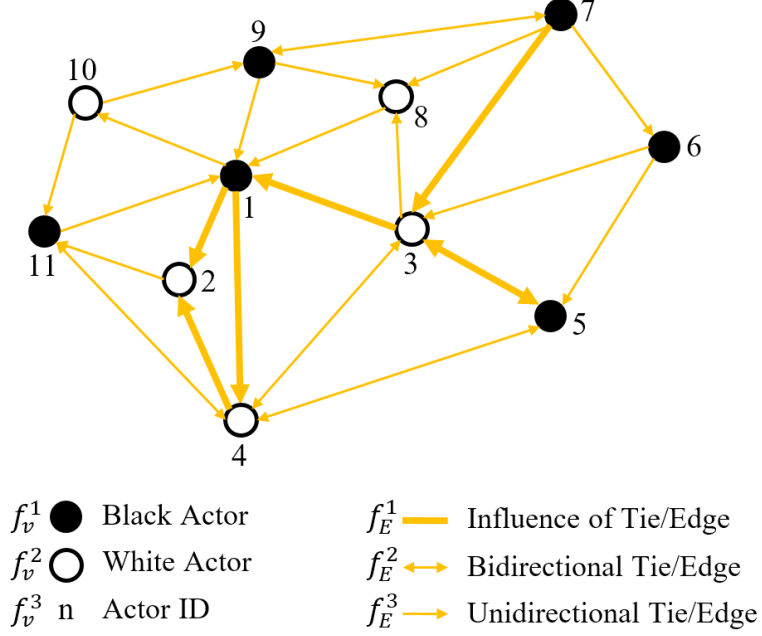 7
9
10
8
6
1
3
11
2
5
4
f_v^1 Black Actor
f_E^1 Influence of Tie/Edge
f_v^2 White Actor
f_E^2 Bidirectional Tie/Edge
f_v^3 n Actor ID
f_E^3 Unidirectional Tie/Edge